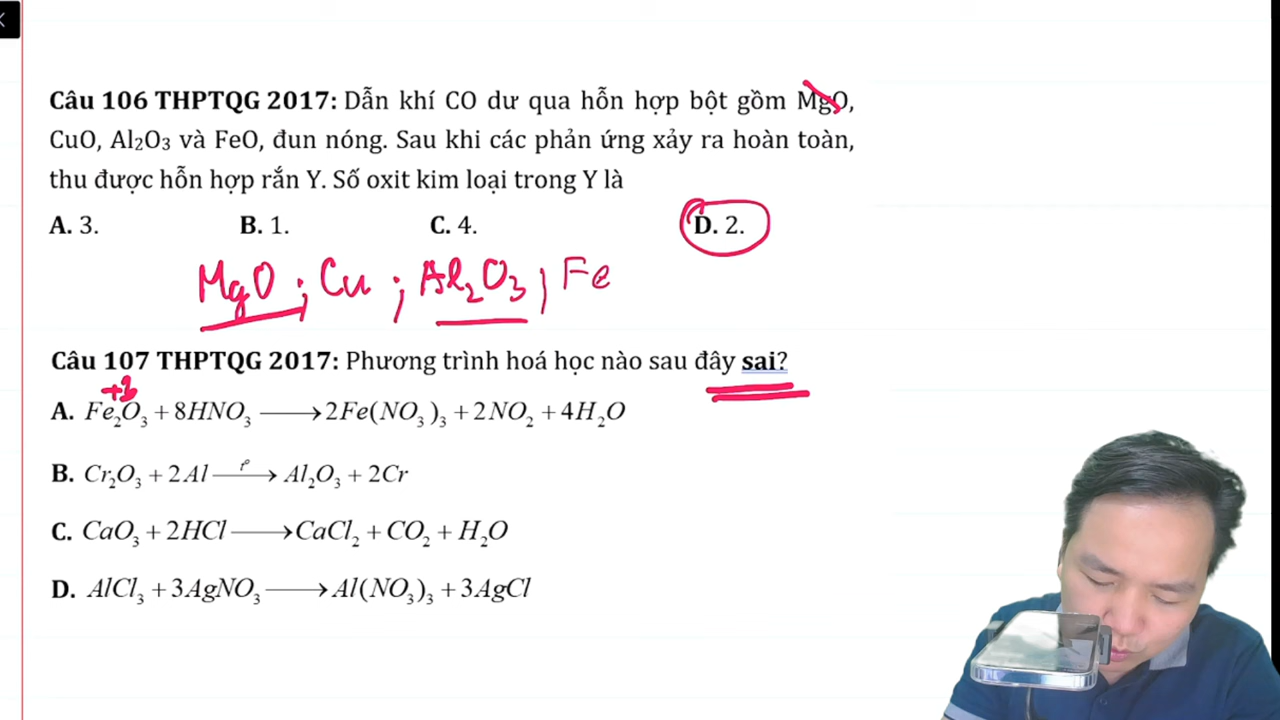 Câu 106 THPTQG 2017: Dẫn khí CO dư qua hỗn hợp bột gồm MgO,
CuO, Al₂O₃ và FeO, đun nóng. Sau khi các phản ứng xảy ra hoàn toàn,
thu được hỗn hợp rắn Y. Số oxit kim loại trong Y là
A. 3. B. 1. C. 4. D. 2.
MgO ; Cu ; Al₂O₃ ; Fe
Câu 107 THPTQG 2017: Phương trình hoá học nào sau đây sai?
+3
A. Fe₂O₃ + 8HNO₃ ⟶ 2Fe(NO₃)₃ + 2NO₂ + 4H₂O
B. Cr₂O₃ + 2Al ⟶ t° Al₂O₃ + 2Cr
C. CaO₃ + 2HCl ⟶ CaCl₂ + CO₂ + H₂O
D. AlCl₃ + 3AgNO₃ ⟶ Al(NO₃)₃ + 3AgCl